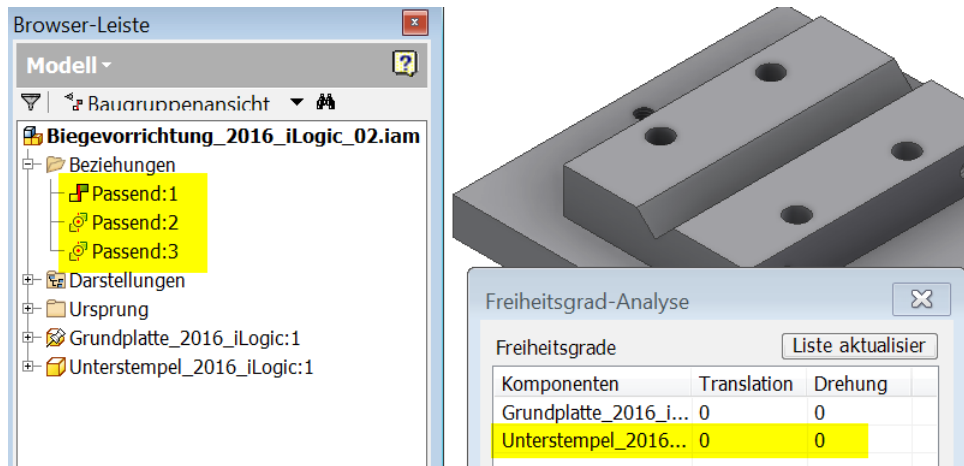 Browser-Leiste
Modell
Baugruppenansicht
Biegevorrichtung_2016_iLogic_02.iam
Beziehungen
Passend:1
Passend:2
Passend:3
Darstellungen
Ursprung
Grundplatte_2016_iLogic:1
Unterstempel_2016_iLogic:1
Freiheitsgrad-Analyse
Freiheitsgrade Liste aktualisier
Komponenten Translation Drehung
Grundplatte_2016_i... 0 0
Unterstempel_2016... 0 0